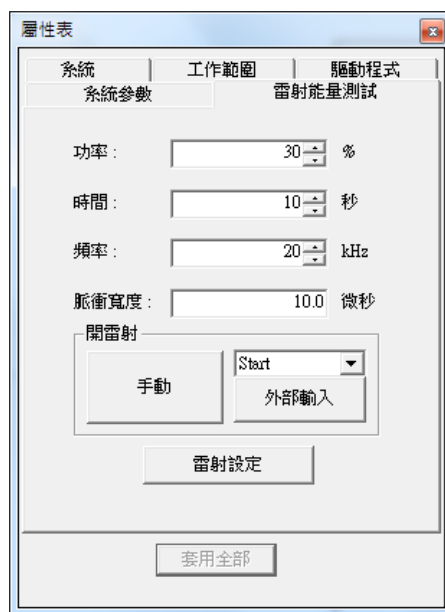 屬性表
系統 工作範圍 驅動程式
系統參數 雷射能量測試
功率： 30 %
時間： 10 秒
頻率： 20 kHz
脈衝寬度： 10.0 微秒
開雷射
手動 Start
外部輸入
雷射設定
套用全部